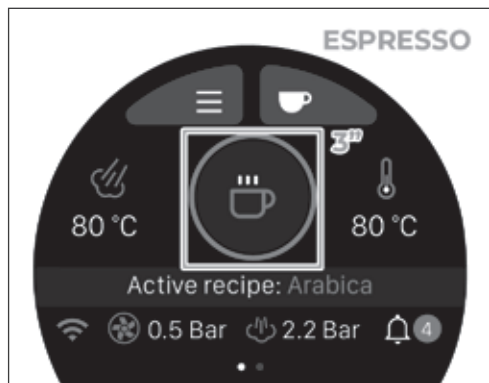 ESPRESSO
3”
80 °C
80 °C
Active recipe: Arabica
0.5 Bar 2.2 Bar 4